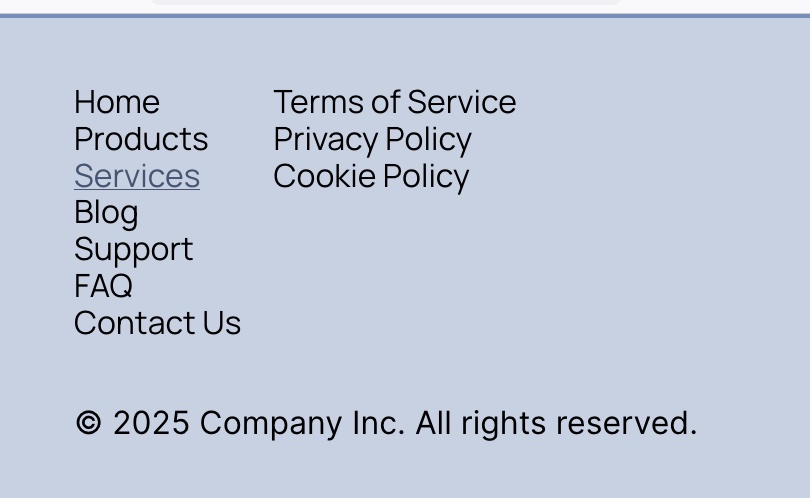 Home
Products
Services
Blog
Support
FAQ
Contact Us
Terms of Service
Privacy Policy
Cookie Policy
© 2025 Company Inc. All rights reserved.